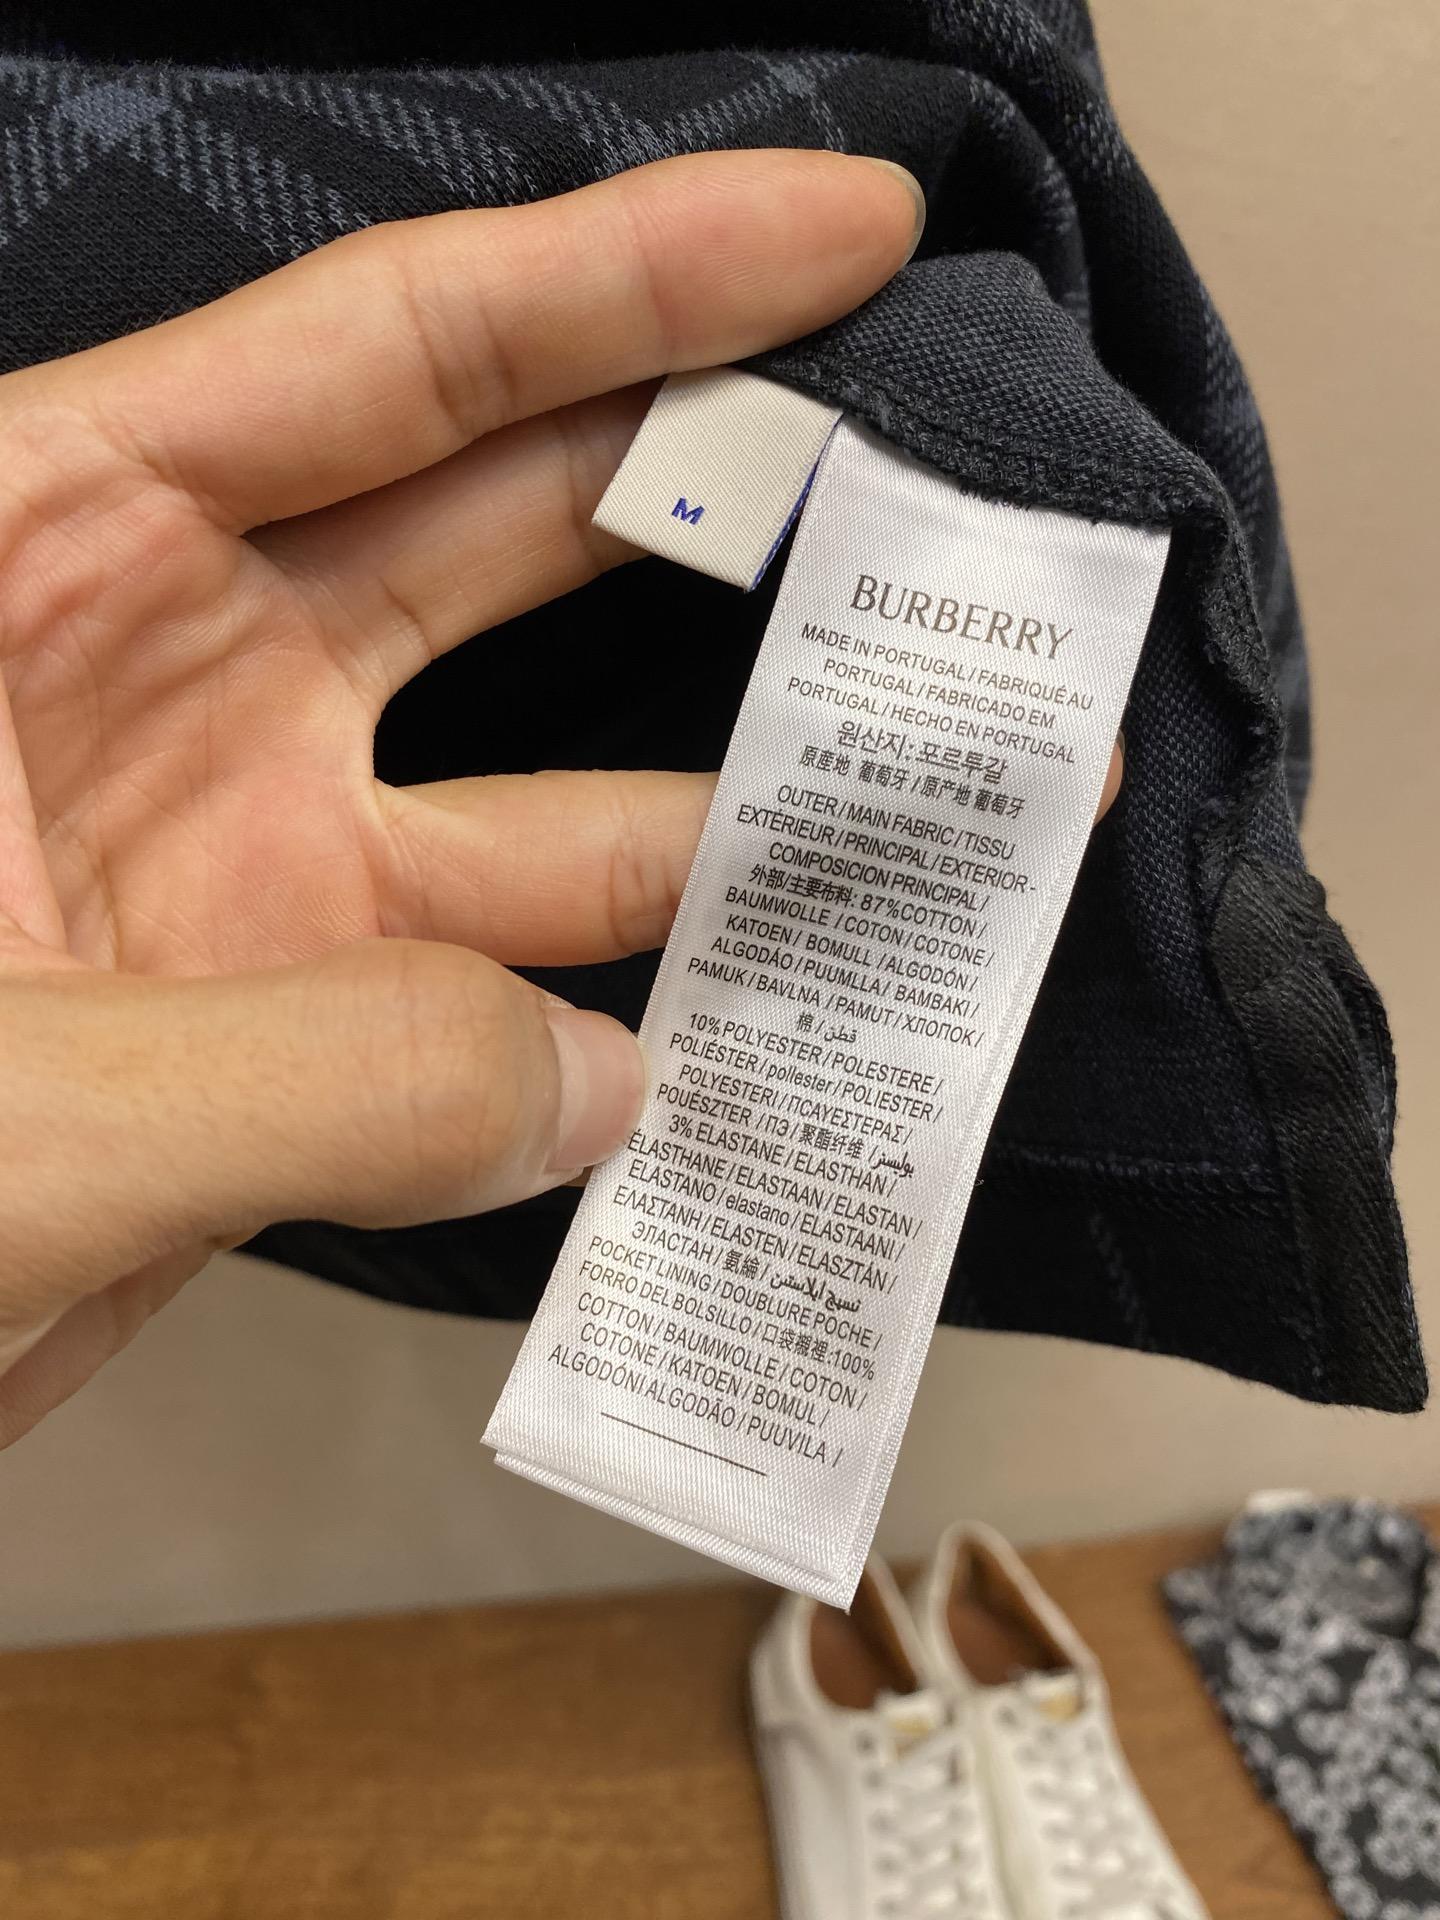 M
BURBERRY
MADE IN PORTUGAL / FABRIQUÉ AU
PORTUGAL / FABRICADO EM
PORTUGAL / HECHO EN PORTUGAL
원산지: 포르투갈
原産地 葡萄牙 / 原产地 葡萄牙
OUTER / MAIN FABRIC / TISSU
EXTÉRIEUR / PRINCIPAL / EXTERIOR -
COMPOSICION PRINCIPAL /
外部/主要布料: 87% COTTON /
BAUMWOLLE / COTON / COTONE /
KATOEN / BOMULL / ALGODÓN /
ALGODÃO / PUUMLLA / BAMBAKI /
PAMUK / BAVLNA / PAMUT / ХЛОПОК /
棉 / قطن
10% POLYESTER / POLESTERE /
POLIÉSTER / poliester / POLIESTER /
POLYESTERI / ΠCAYEΣTEPAΣ /
POUÉSZTER / ПЭ / 聚酯纤维 / بوليستر
3% ELASTANE / ELASTHAN /
ÉLASTHANE / ELASTAAN / ELASTAN /
ELASTANO / elastano / ELASTAANI /
ΕΛΑΣΤΑΝΗ / ELASTEN / ELASZTÁN /
ЭЛАСТАН / 氨綸 / نسيج ايلاستين
POCKET LINING / DOUBLURE POCHE /
FORRO DEL BOLSILLO / 口袋襯裡:100%
COTTON / BAUMWOLLE / COTON /
COTONE / KATOEN / BOMUL /
ALGODÓNI ALGODÃO / PUUVILA /